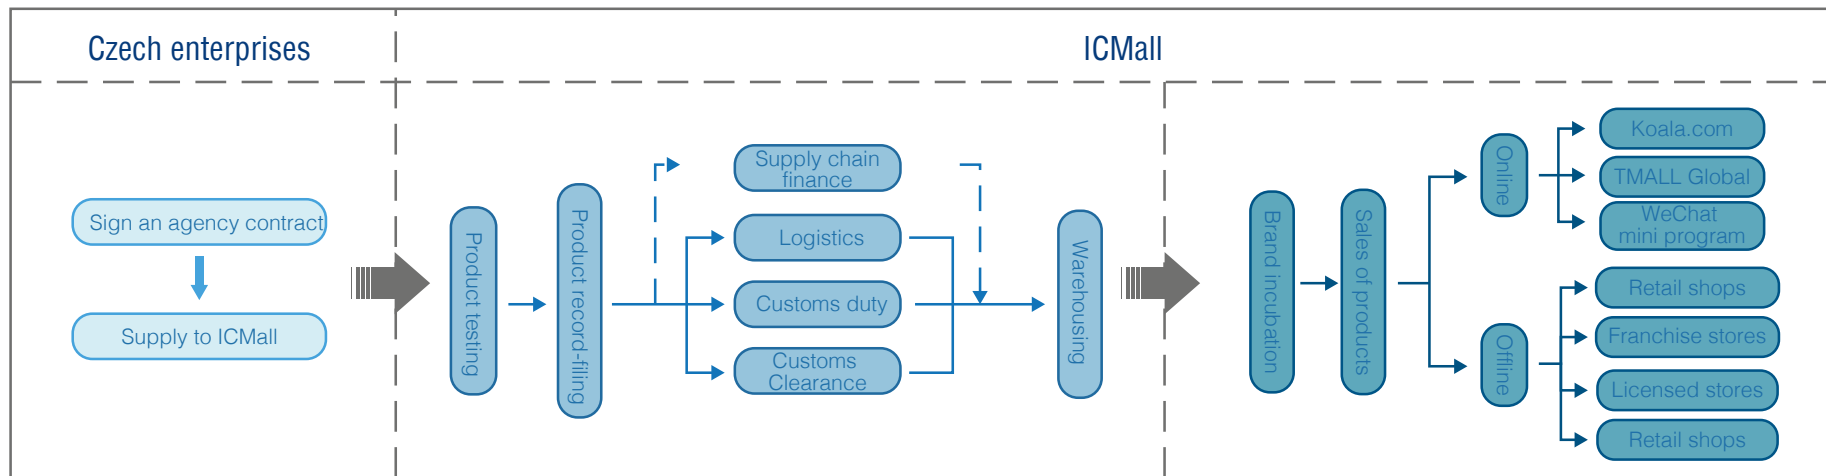 Czech enterprises
ICMall
Sign an agency contract
Supply to ICMall
Product testing
Product record-filing
Supply chain
finance
Logistics
Customs duty
Customs
Clearance
Warehousing
Brand incubation
Sales of products
Online
Koala.com
TMALL Global
WeChat
mini program
Offline
Retail shops
Franchise stores
Licensed stores
Retail shops